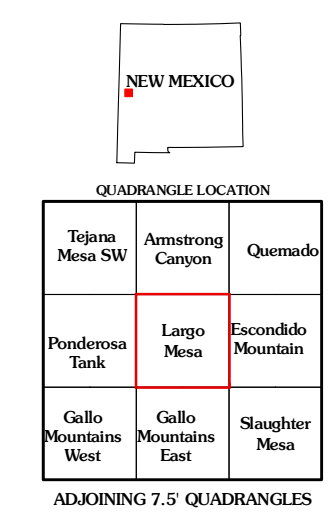 NEW MEXICO
QUADRANGLE LOCATION
Tejana
Mesa SW
Armstrong
Canyon
Quemado
Ponderosa
Tank
Largo
Mesa
Escondido
Mountain
Gallo
Mountains
West
Gallo
Mountains
East
Slaughter
Mesa
ADJOINING 7.5' QUADRANGLES